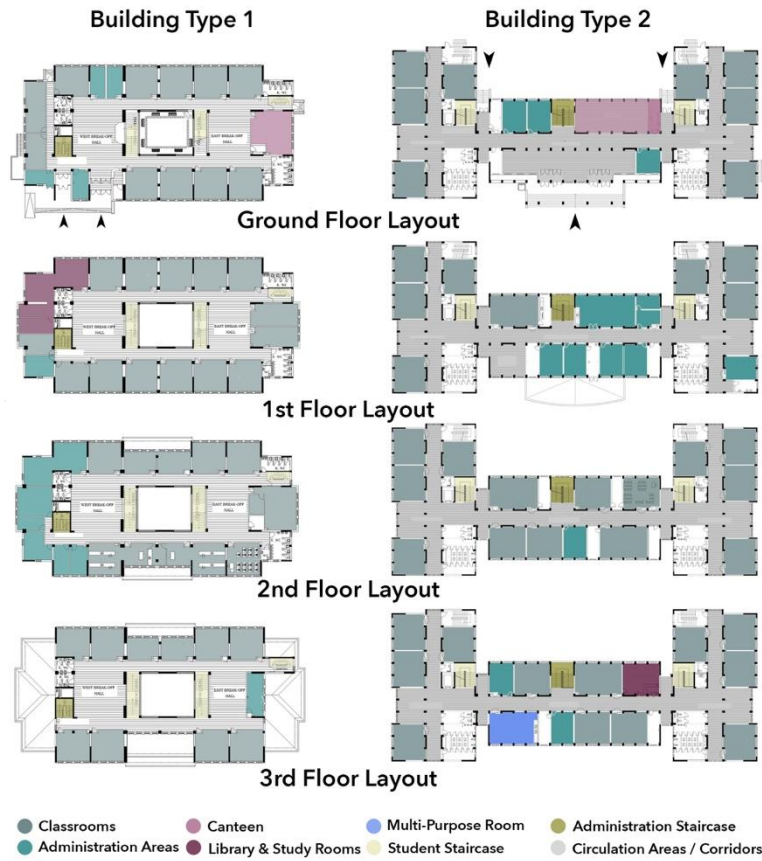 Building Type 1
Building Type 2
WEST BREAK-OFF
HALL
EAST BREAK-OFF
HALL
Ground Floor Layout
WEST BREAK-OFF
HALL
EAST BREAK-OFF
HALL
1st Floor Layout
WEST BREAK-OFF
HALL
EAST BREAK-OFF
HALL
2nd Floor Layout
WEST BREAK-OFF
HALL
EAST BREAK-OFF
HALL
3rd Floor Layout
Classrooms
Canteen
Multi-Purpose Room
Administration Staircase
Administration Areas
Library & Study Rooms
Student Staircase
Circulation Areas / Corridors